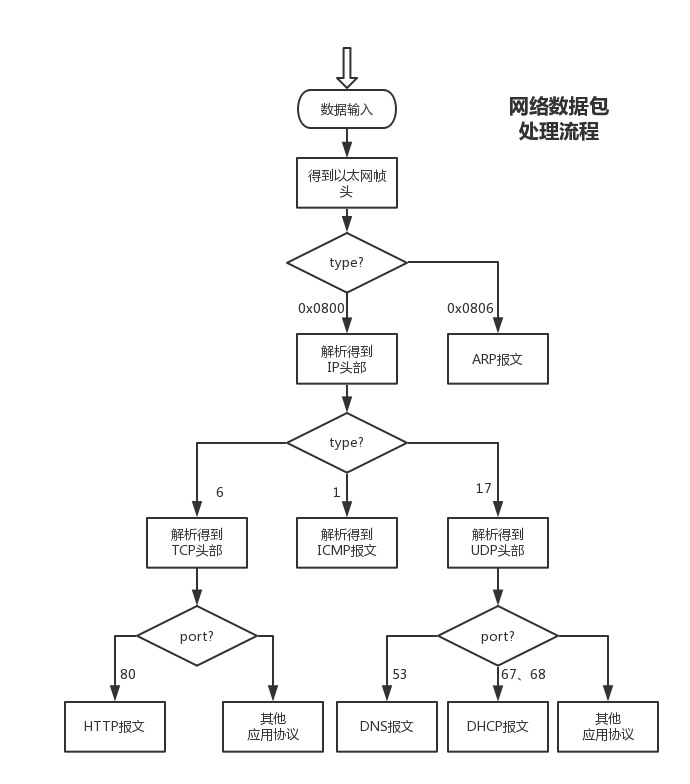 网络数据包
处理流程
数据输入
得到以太网帧
头
type?
0x0800
0x0806
解析得到
IP头部
ARP报文
type?
6
1
17
解析得到
TCP头部
解析得到
ICMP报文
解析得到
UDP头部
port?
port?
80
53
67、68
HTTP报文
其他
应用协议
DNS报文
DHCP报文
其他
应用协议